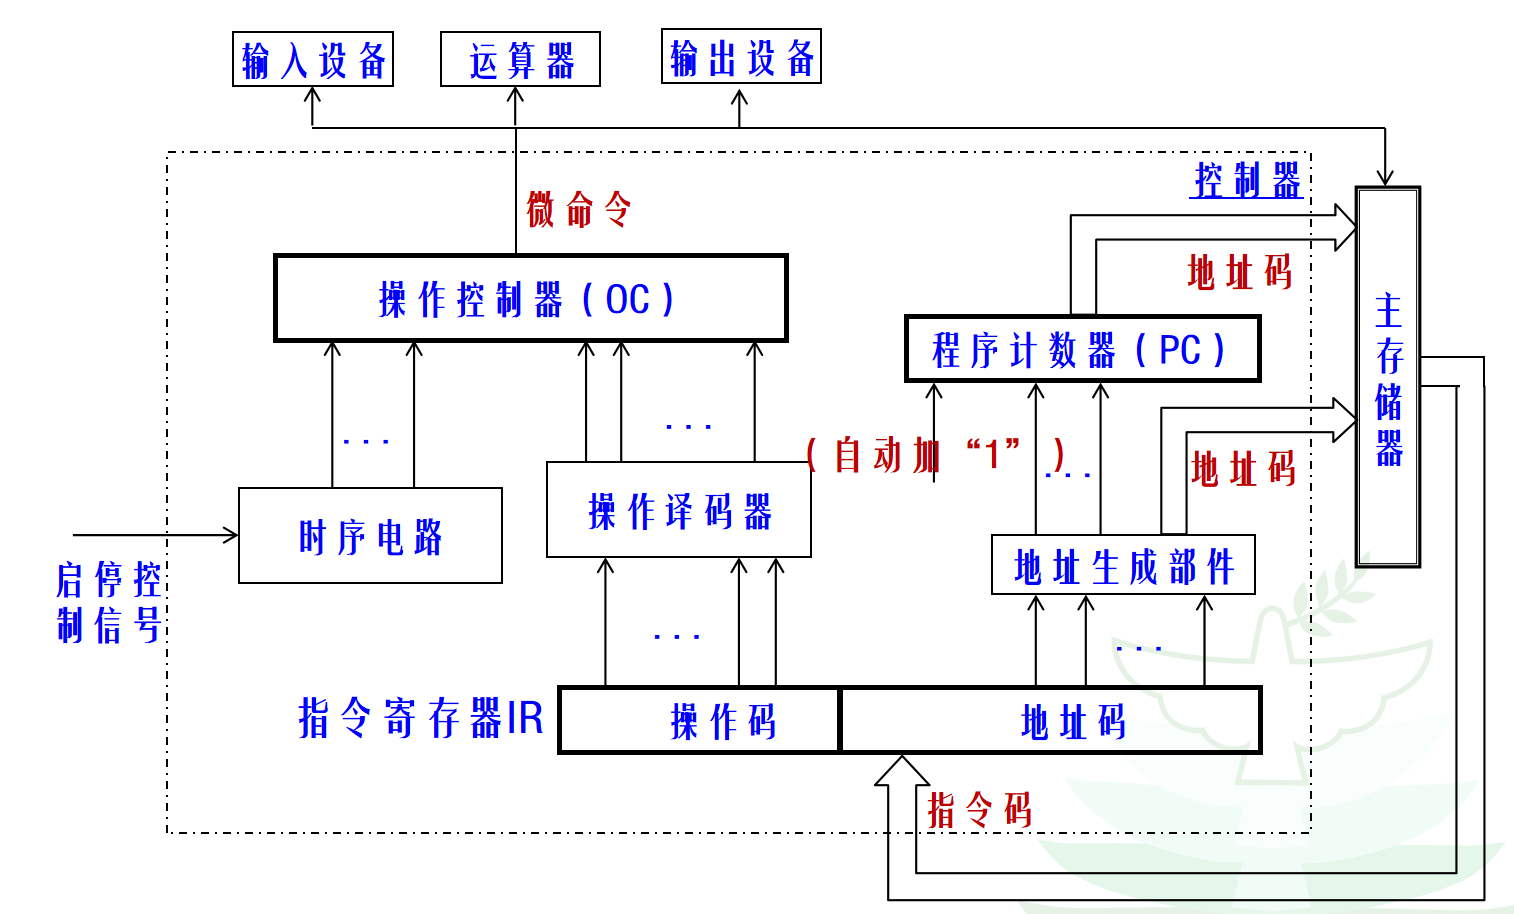 输入设备
运算器
输出设备
控制器
微命令
操作控制器(OC)
地址码
程序计数器(PC)
主存储器
...
...
(自动加“1”)
...
地址码
操作译码器
时序电路
启停控
制信号
地址生成部件
...
...
指令寄存器IR
操作码
地址码
指令码